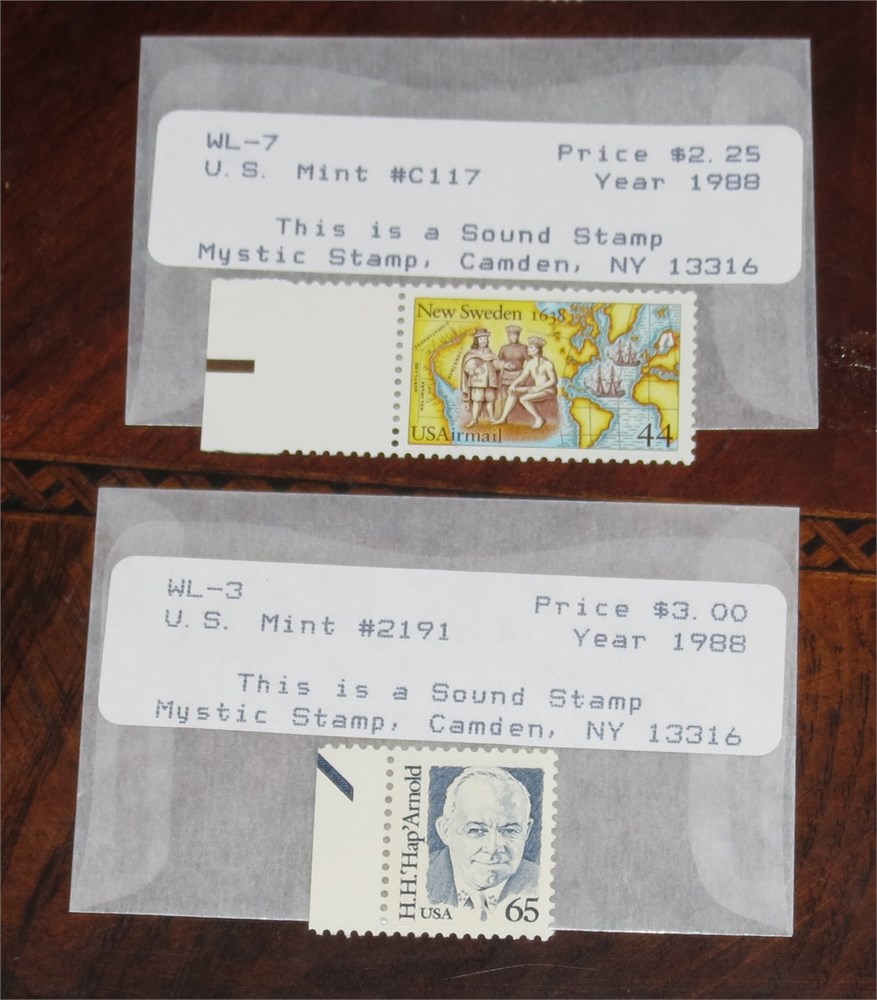 WL-7
Price $2.25
U.S. Mint #C117
Year 1988
This is a Sound Stamp
Mystic Stamp, Camden, NY 13316
New Sweden 1638
USAirmail
44
WL-3
Price $3.00
U.S. Mint #2191
Year 1988
This is a Sound Stamp
Mystic Stamp, Camden, NY 13316
H.H.'Hap'Arnold
USA
65